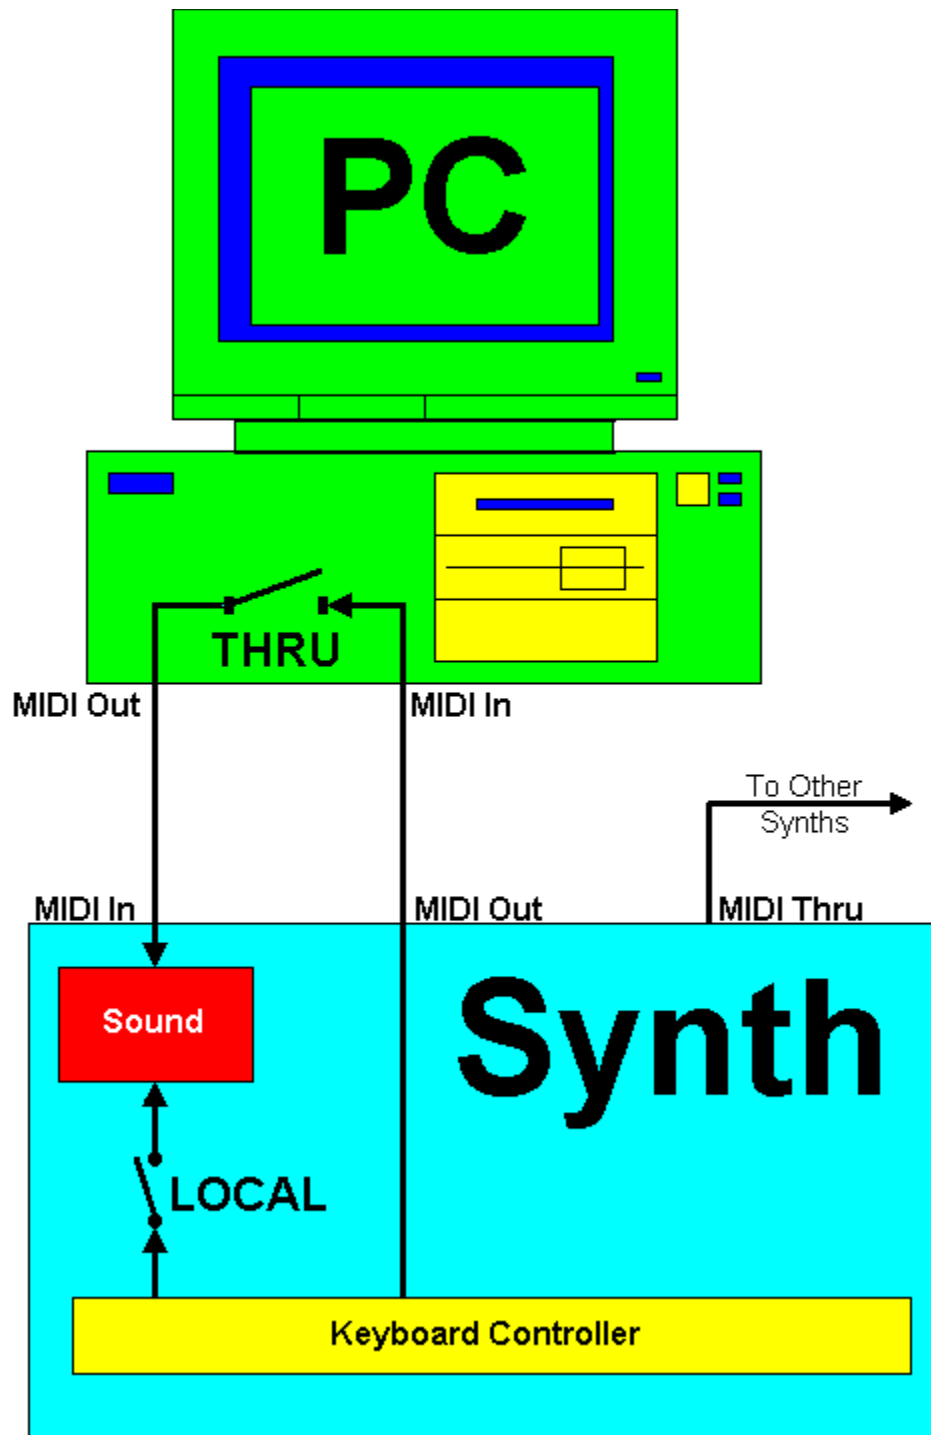 PC
THRU
MIDI Out
MIDI In
To Other
Synths
MIDI In
MIDI Out
MIDI Thru
Sound
Synth
LOCAL
Keyboard Controller